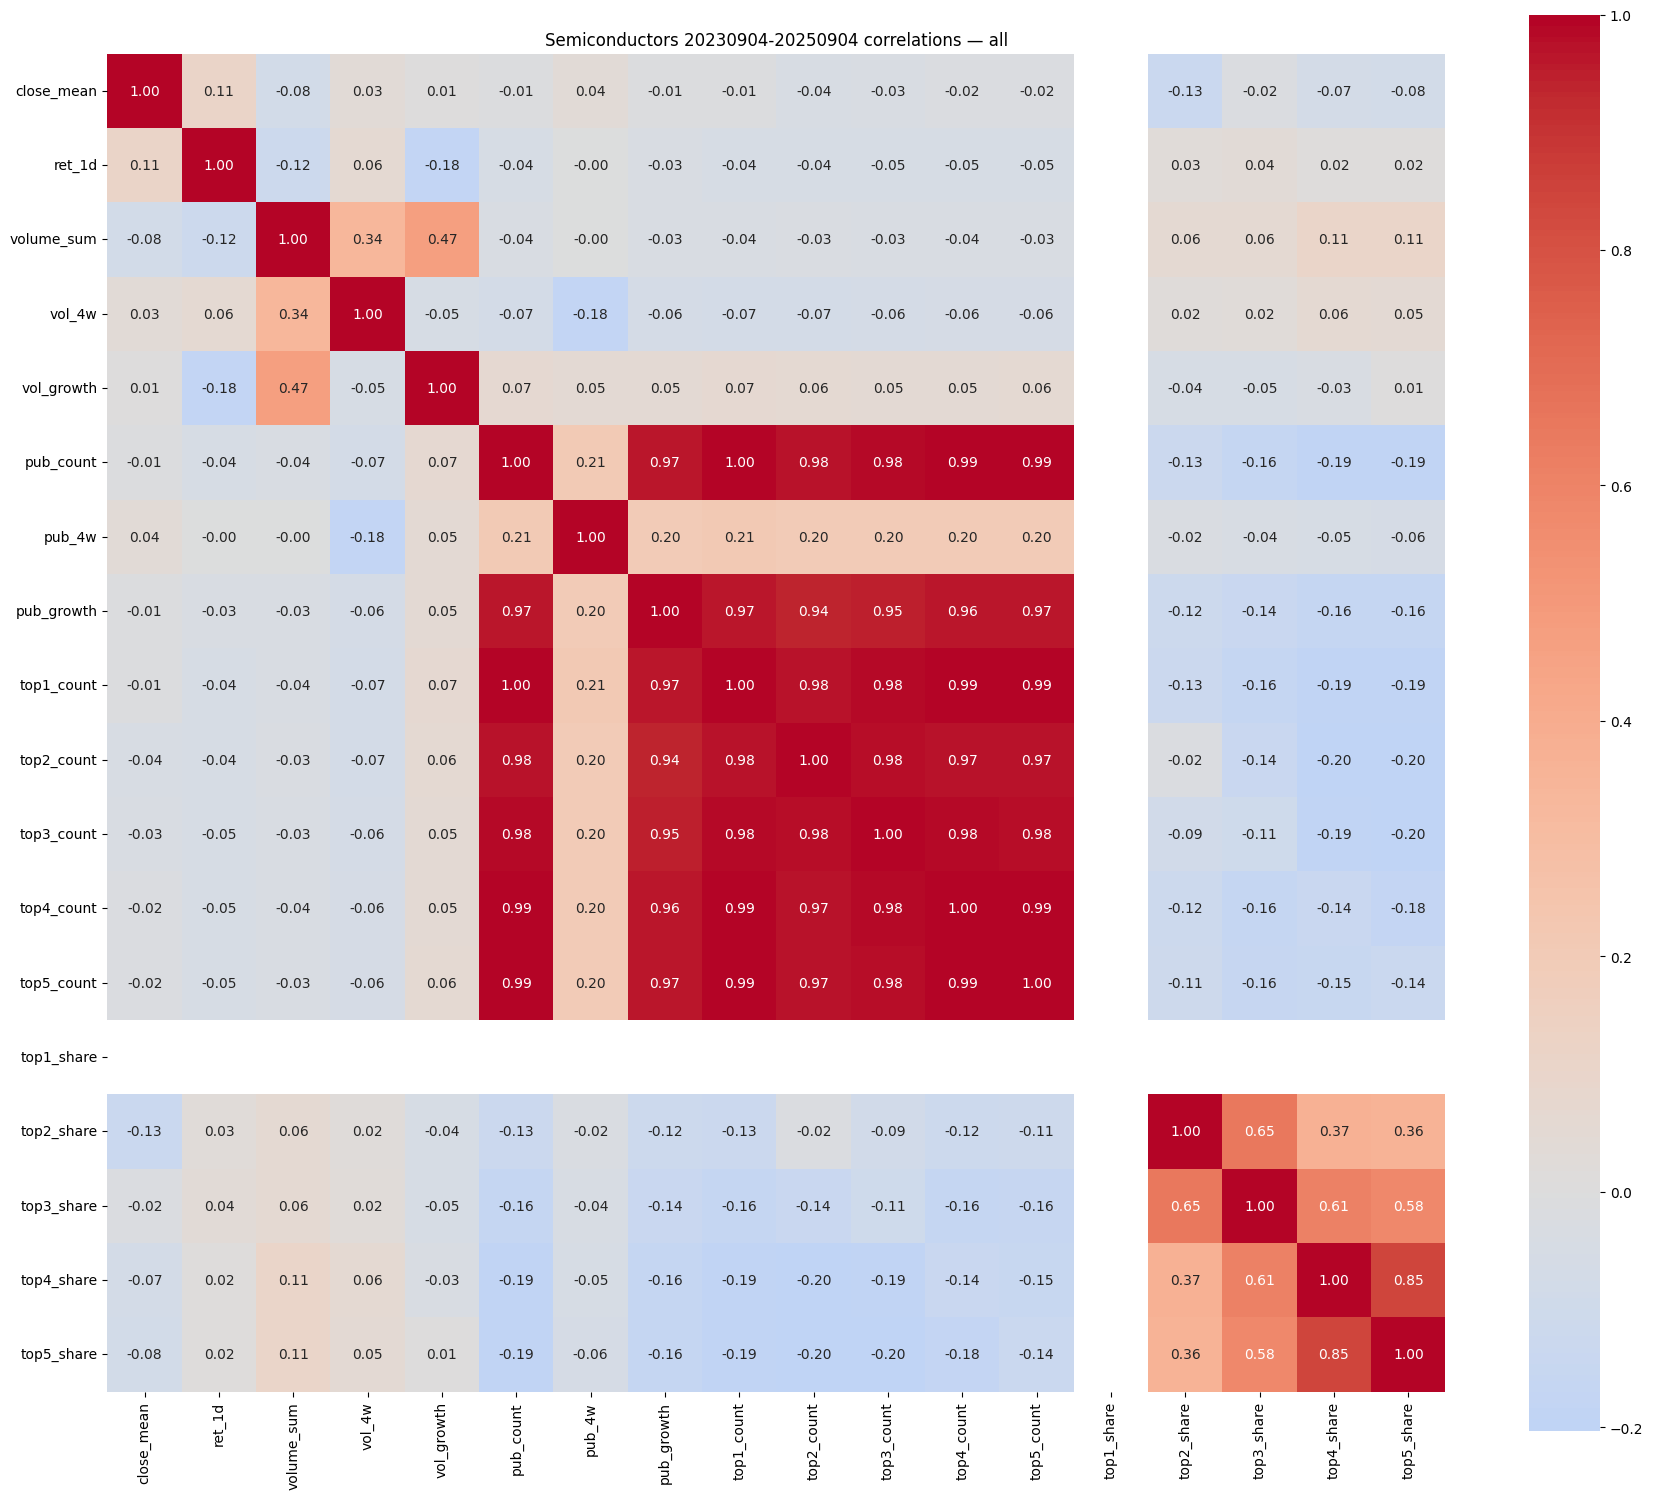 Semiconductors 20230904-20250904 correlations — all
close_mean 1.00 0.11 -0.08 0.03 0.01 -0.01 0.04 -0.01 -0.01 -0.04 -0.03 -0.02 -0.02 -0.13 -0.02 -0.07 -0.08
ret_1d 0.11 1.00 -0.12 0.06 -0.18 -0.04 -0.00 -0.03 -0.04 -0.04 -0.05 -0.05 -0.05 0.03 0.04 0.02 0.02
volume_sum -0.08 -0.12 1.00 0.34 0.47 -0.04 -0.00 -0.03 -0.04 -0.03 -0.03 -0.04 -0.03 0.06 0.06 0.11 0.11
vol_4w 0.03 0.06 0.34 1.00 -0.05 -0.07 -0.18 -0.06 -0.07 -0.07 -0.06 -0.06 -0.06 0.02 0.02 0.06 0.05
vol_growth 0.01 -0.18 0.47 -0.05 1.00 0.07 0.05 0.05 0.07 0.06 0.05 0.05 0.06 -0.04 -0.05 -0.03 0.01
pub_count -0.01 -0.04 -0.04 -0.07 0.07 1.00 0.21 0.97 1.00 0.98 0.98 0.99 0.99 -0.13 -0.16 -0.19 -0.19
pub_4w 0.04 -0.00 -0.00 -0.18 0.05 0.21 1.00 0.20 0.21 0.20 0.20 0.20 0.20 -0.02 -0.04 -0.05 -0.06
pub_growth -0.01 -0.03 -0.03 -0.06 0.05 0.97 0.20 1.00 0.97 0.94 0.95 0.96 0.97 -0.12 -0.14 -0.16 -0.16
top1_count -0.01 -0.04 -0.04 -0.07 0.07 1.00 0.21 0.97 1.00 0.98 0.98 0.99 0.99 -0.13 -0.16 -0.19 -0.19
top2_count -0.04 -0.04 -0.03 -0.07 0.06 0.98 0.20 0.94 0.98 1.00 0.98 0.97 0.97 -0.02 -0.14 -0.20 -0.20
top3_count -0.03 -0.05 -0.03 -0.06 0.05 0.98 0.20 0.95 0.98 0.98 1.00 0.98 0.98 -0.09 -0.11 -0.19 -0.20
top4_count -0.02 -0.05 -0.04 -0.06 0.05 0.99 0.20 0.96 0.99 0.97 0.98 1.00 0.99 -0.12 -0.16 -0.14 -0.18
top5_count -0.02 -0.05 -0.03 -0.06 0.06 0.99 0.20 0.97 0.99 0.97 0.98 0.99 1.00 -0.11 -0.16 -0.15 -0.14
top1_share
top2_share -0.13 0.03 0.06 0.02 -0.04 -0.13 -0.02 -0.12 -0.13 -0.02 -0.09 -0.12 -0.11 1.00 0.65 0.37 0.36
top3_share -0.02 0.04 0.06 0.02 -0.05 -0.16 -0.04 -0.14 -0.16 -0.14 -0.11 -0.16 -0.16 0.65 1.00 0.61 0.58
top4_share -0.07 0.02 0.11 0.06 -0.03 -0.19 -0.05 -0.16 -0.19 -0.20 -0.19 -0.14 -0.15 0.37 0.61 1.00 0.85
top5_share -0.08 0.02 0.11 0.05 0.01 -0.19 -0.06 -0.16 -0.19 -0.20 -0.20 -0.18 -0.14 0.36 0.58 0.85 1.00
close_mean ret_1d volume_sum vol_4w vol_growth pub_count pub_4w pub_growth top1_count top2_count top3_count top4_count top5_count top1_share top2_share top3_share top4_share top5_share
1.0
0.8
0.6
0.4
0.2
0.0
−0.2